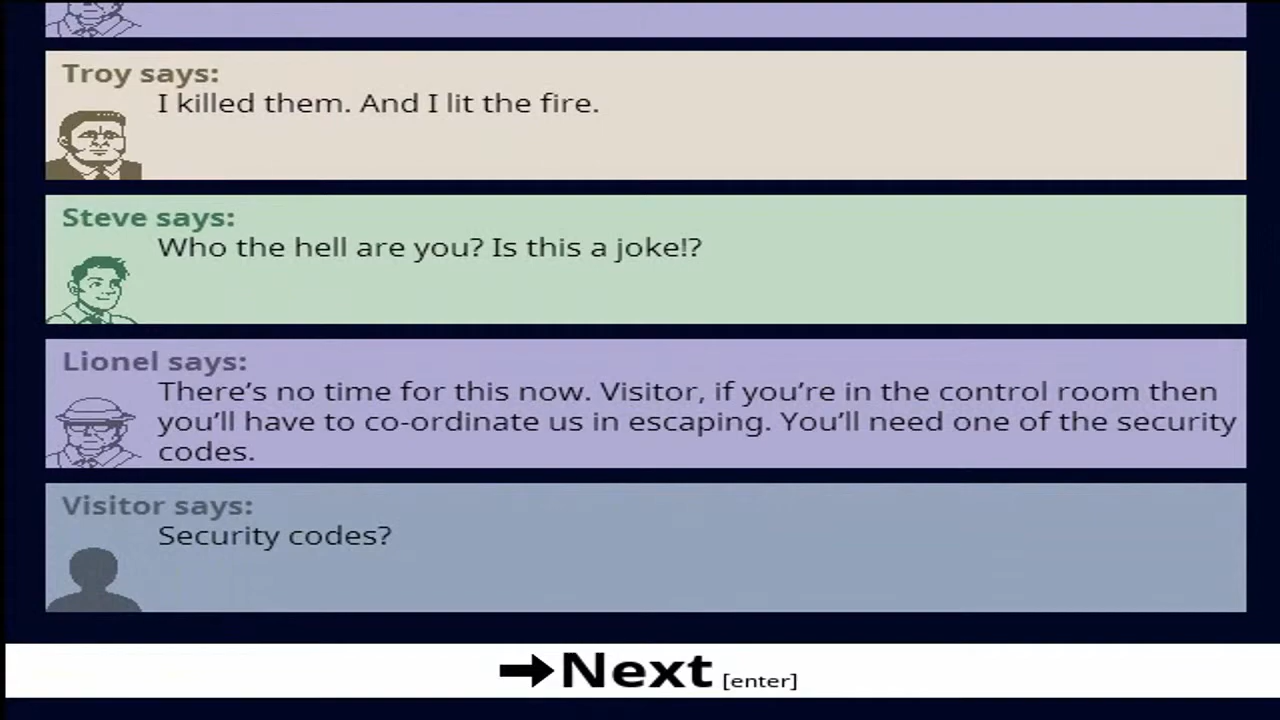 Troy says:
I killed them. And I lit the fire.
Steve says:
Who the hell are you? Is this a joke!?
Lionel says:
There's no time for this now. Visitor, if you're in the control room then
you'll have to co-ordinate us in escaping. You'll need one of the security
codes.
Visitor says:
Security codes?
➡Next [enter]